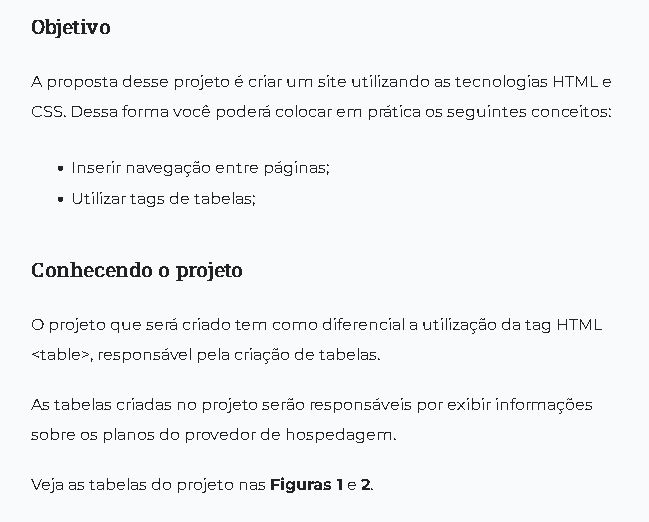 Objetivo
A proposta desse projeto é criar um site utilizando as tecnologias HTML e
CSS. Dessa forma você poderá colocar em prática os seguintes conceitos:
• Inserir navegação entre páginas;
• Utilizar tags de tabelas;
Conhecendo o projeto
O projeto que será criado tem como diferencial a utilização da tag HTML
<table>, responsável pela criação de tabelas.
As tabelas criadas no projeto serão responsáveis por exibir informações
sobre os planos do provedor de hospedagem.
Veja as tabelas do projeto nas Figuras 1 e 2.